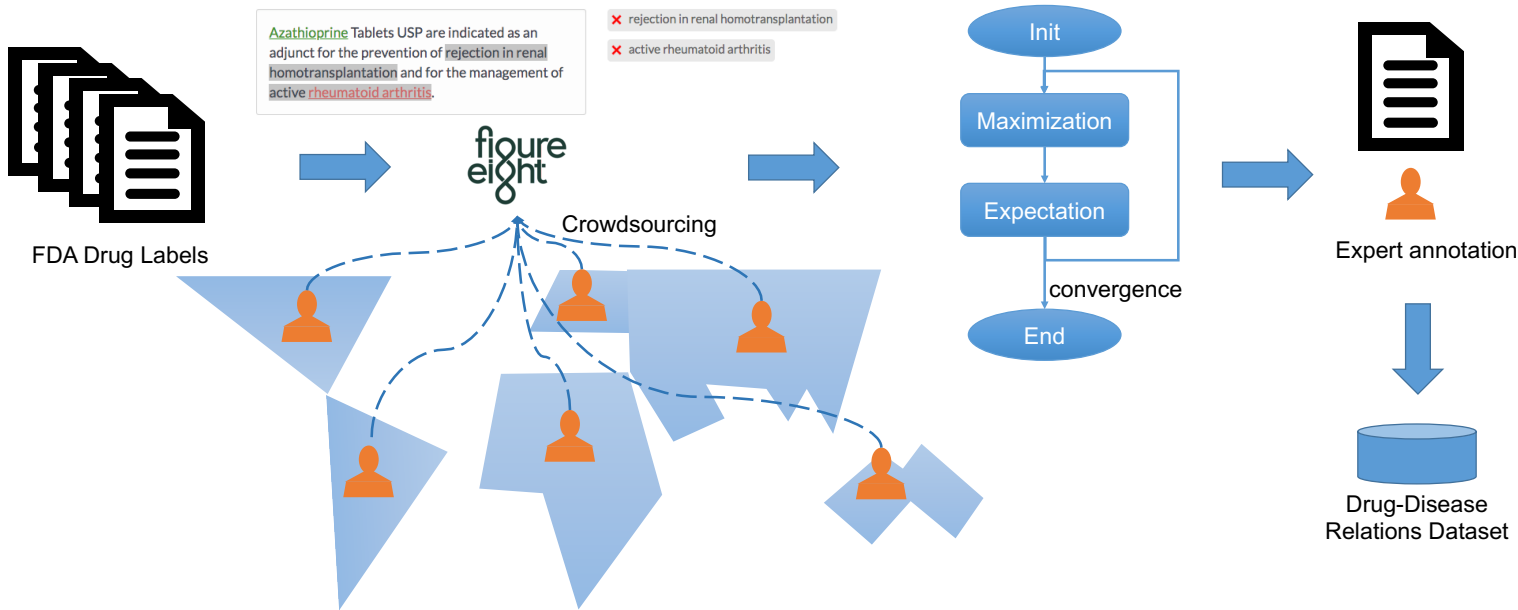 Azathioprine Tablets USP are indicated as an
adjunct for the prevention of rejection in renal
homotransplantation and for the management of
active rheumatoid arthritis.
rejection in renal homotransplantation
active rheumatoid arthritis
FDA Drug Labels
figure
eight
Crowdsourcing
Init
Maximization
Expectation
convergence
End
Expert annotation
Drug-Disease
Relations Dataset